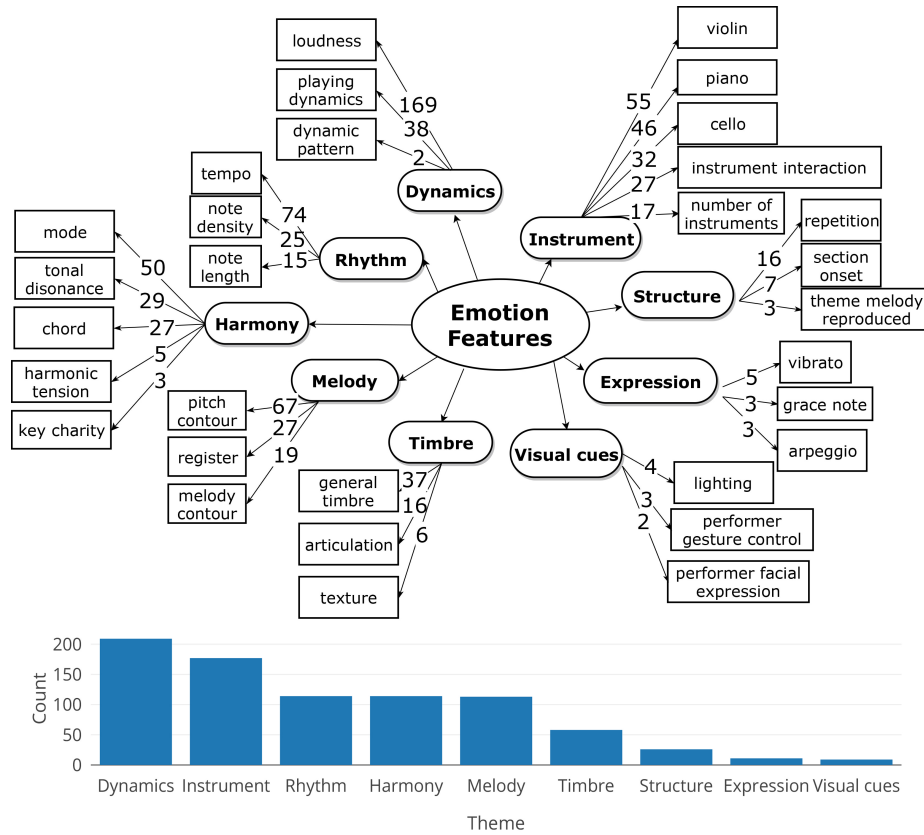 Emotion
Features
Dynamics
169
loudness
38
playing
dynamics
2
dynamic
pattern
Instrument
55
violin
46
piano
32
cello
27
instrument interaction
17
number of
instruments
Rhythm
74
tempo
25
note
density
15
note
length
Structure
16
repetition
7
section
onset
3
theme melody
reproduced
Harmony
50
mode
29
tonal
disonance
27
chord
5
harmonic
tension
3
key charity
Expression
5
vibrato
3
grace note
3
arpeggio
Melody
67
pitch
contour
27
register
19
melody
contour
Timbre
37
general
timbre
16
articulation
6
texture
Visual cues
4
lighting
3
performer
gesture control
2
performer facial
expression
Count
200
150
100
50
0
Dynamics Instrument Rhythm Harmony Melody Timbre Structure Expression Visual cues
Theme